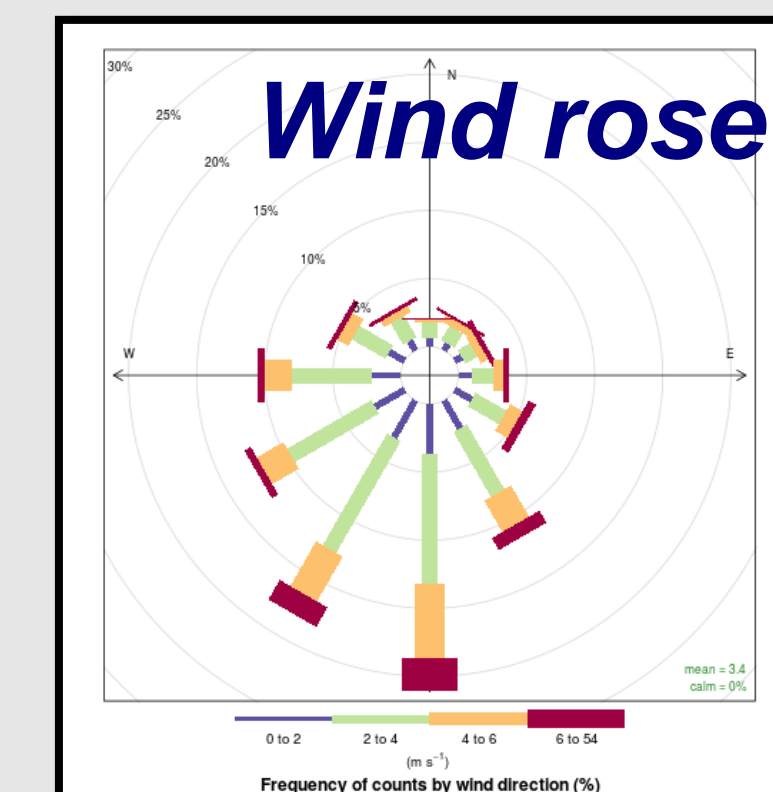 Wind rose
30%
N
25%
20%
15%
10%
5%
W
E
mean = 3.4
calm = 0%
0 to 2
2 to 4
4 to 6
6 to 54
(m s⁻¹)
Frequency of counts by wind direction (%)